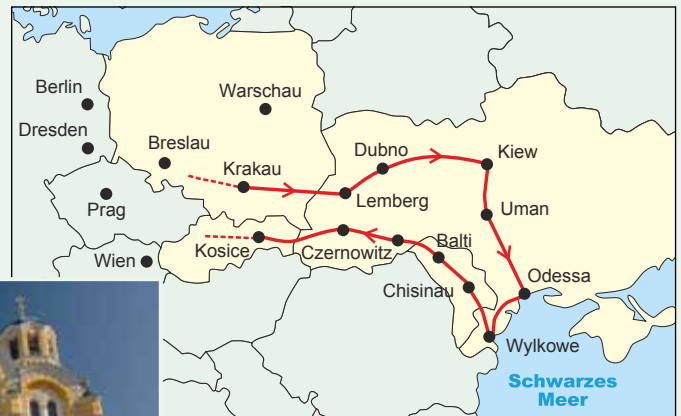 Berlin
Warschau
Dresden
Breslau
Dubno
Kiew
Krakau
Lemberg
Prag
Uman
Kosice
Czernowitz
Balti
Wien
Odessa
Chisinau
Wylkowe
Schwarzes
Meer